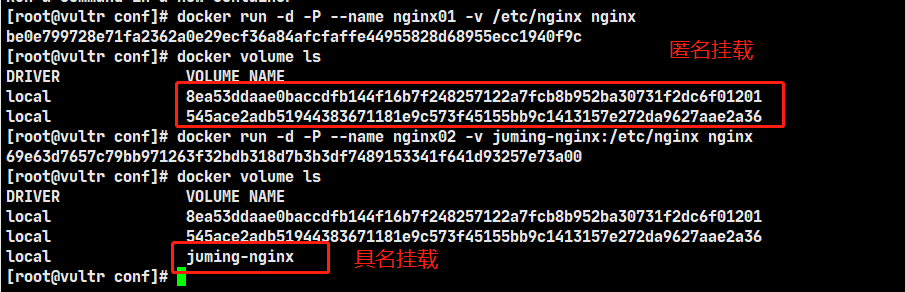 [root@vultr conf]# docker run -d -P --name nginx01 -v /etc/nginx nginx
be0e799728e71fa2362a0e29ecf36a84afcfaffe44955828d68955ecc1940f9c
[root@vultr conf]# docker volume ls
匿名挂载
DRIVER VOLUME NAME
local 8ea53ddaae0baccdfb144f16b7f248257122a7fcb8b952ba30731f2dc6f01201
local 545ace2adb51944383671181e9c573f45155bb9c1413157e272da9627aae2a36
[root@vultr conf]# docker run -d -P --name nginx02 -v juming-nginx:/etc/nginx nginx
69e63d7657c79bb971263f32bdb318d7b3b3df7489153341f641d93257e73a00
[root@vultr conf]# docker volume ls
DRIVER VOLUME NAME
local 8ea53ddaae0baccdfb144f16b7f248257122a7fcb8b952ba30731f2dc6f01201
local 545ace2adb51944383671181e9c573f45155bb9c1413157e272da9627aae2a36
local juming-nginx
具名挂载
[root@vultr conf]#